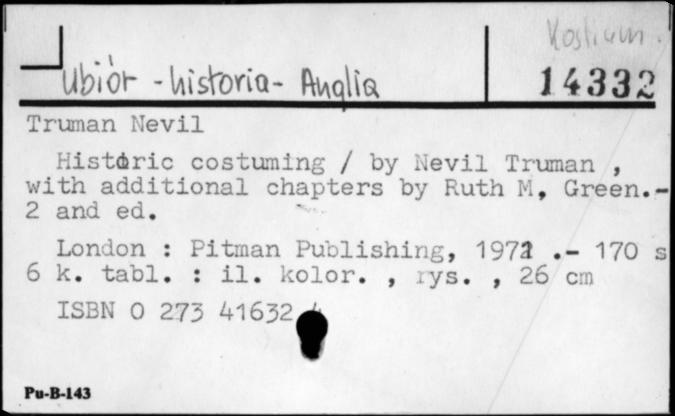 Kostium.
Ubiór - historia - Anglia
14332
Truman Nevil
Historic costuming / by Nevil Truman ,
with additional chapters by Ruth M, Green.-
2 and ed.
London : Pitman Publishing, 1971 .- 170 s
6 k. tabl. : il. kolor. , rys. , 26 cm
ISBN 0 273 41632 4
Pu-B-143